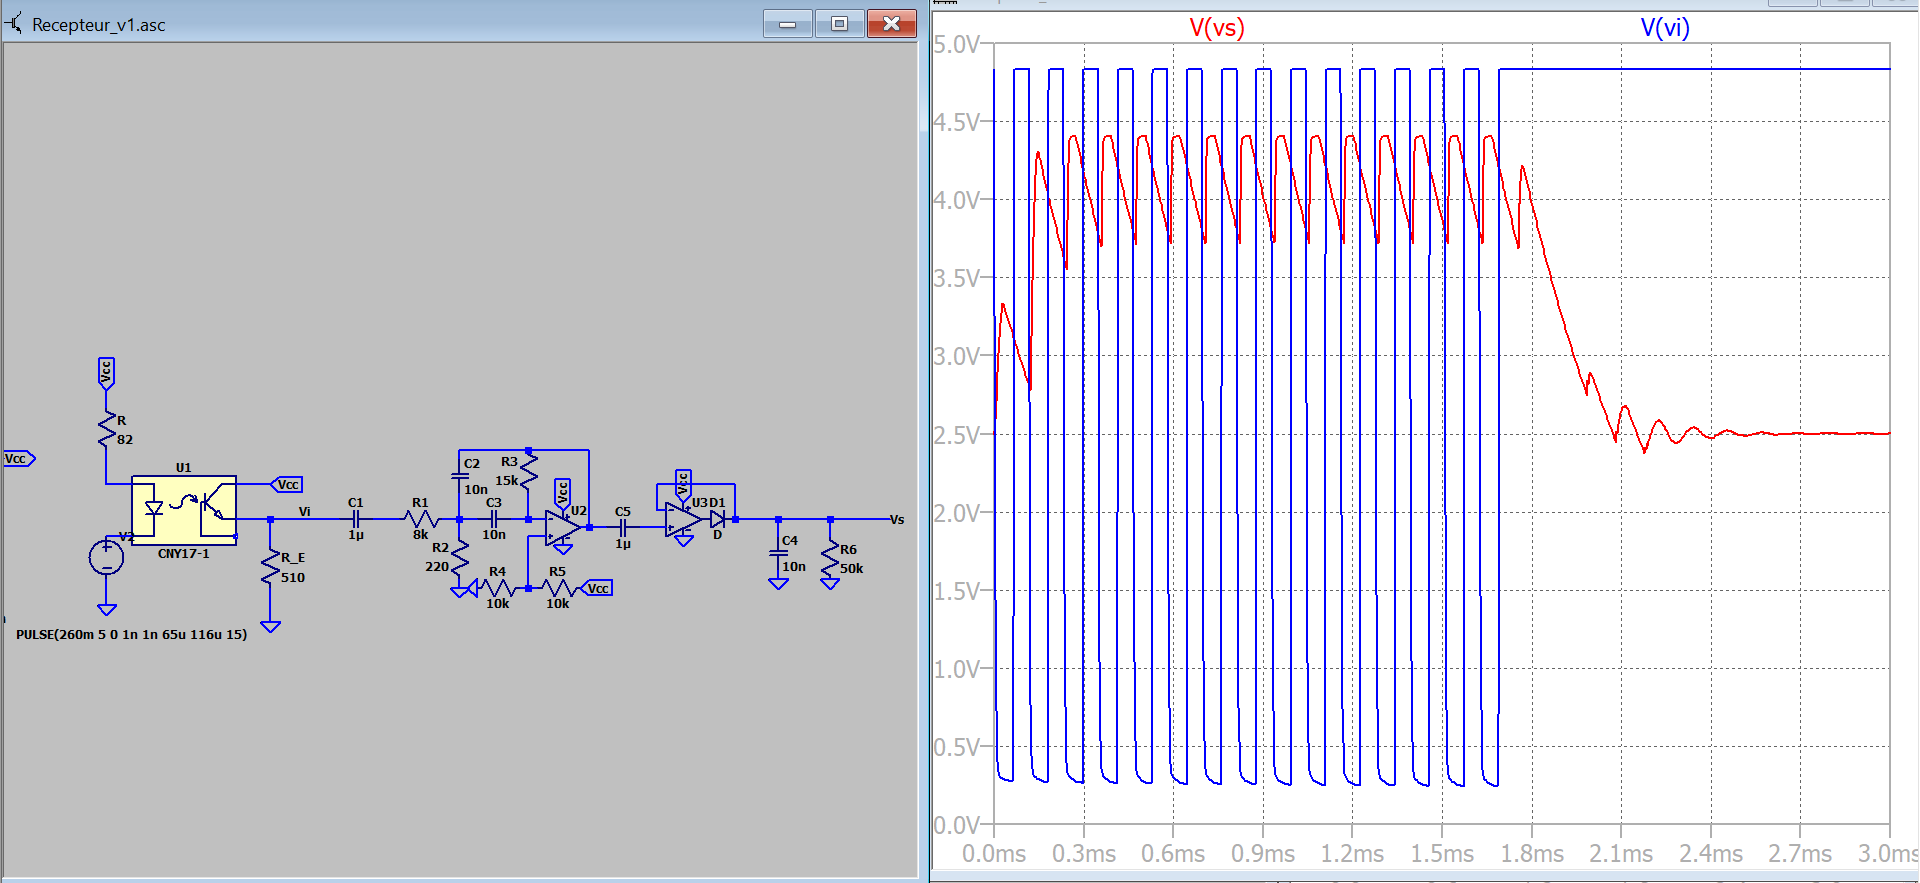 Recepteur_v1.asc
Vcc
R
82
Vcc
U1
Vcc
Vi
V2
CNY17-1
R_E
510
PULSE(260m 5 0 1n 1n 65u 116u 15)
C1
1µ
R1
8k
C2
10n
R3
15k
C3
10n
R2
220
Vcc
U2
R4
10k
R5
10k
Vcc
C5
1µ
Vcc
U3
D1
D
C4
10n
R6
50k
Vs
V(vs)
V(vi)
5.0V
4.5V
4.0V
3.5V
3.0V
2.5V
2.0V
1.5V
1.0V
0.5V
0.0V
0.0ms 0.3ms 0.6ms 0.9ms 1.2ms 1.5ms 1.8ms 2.1ms 2.4ms 2.7ms 3.0ms